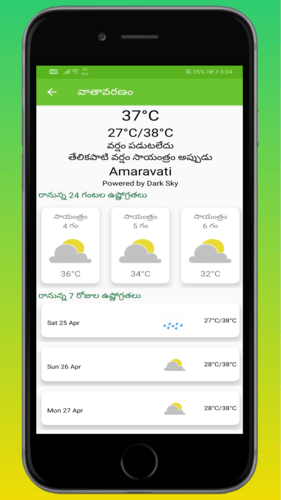 85% 3:04
← వాతావరణం
37°C
27°C/38°C
వర్షం పడుటలేదు
తేలికపాటి వర్షం సాయంత్రం అప్పుడు
Amaravati
Powered by Dark Sky
రానున్న 24 గంటల ఉష్ణోగ్రతలు
సాయంత్రం సాయంత్రం సాయంత్రం
4 గం 5 గం 6 గం
36°C 34°C 32°C
రానున్న 7 రోజుల ఉష్ణోగ్రతలు
Sat 25 Apr 27°C/38°C
Sun 26 Apr 28°C/38°C
Mon 27 Apr 28°C/38°C